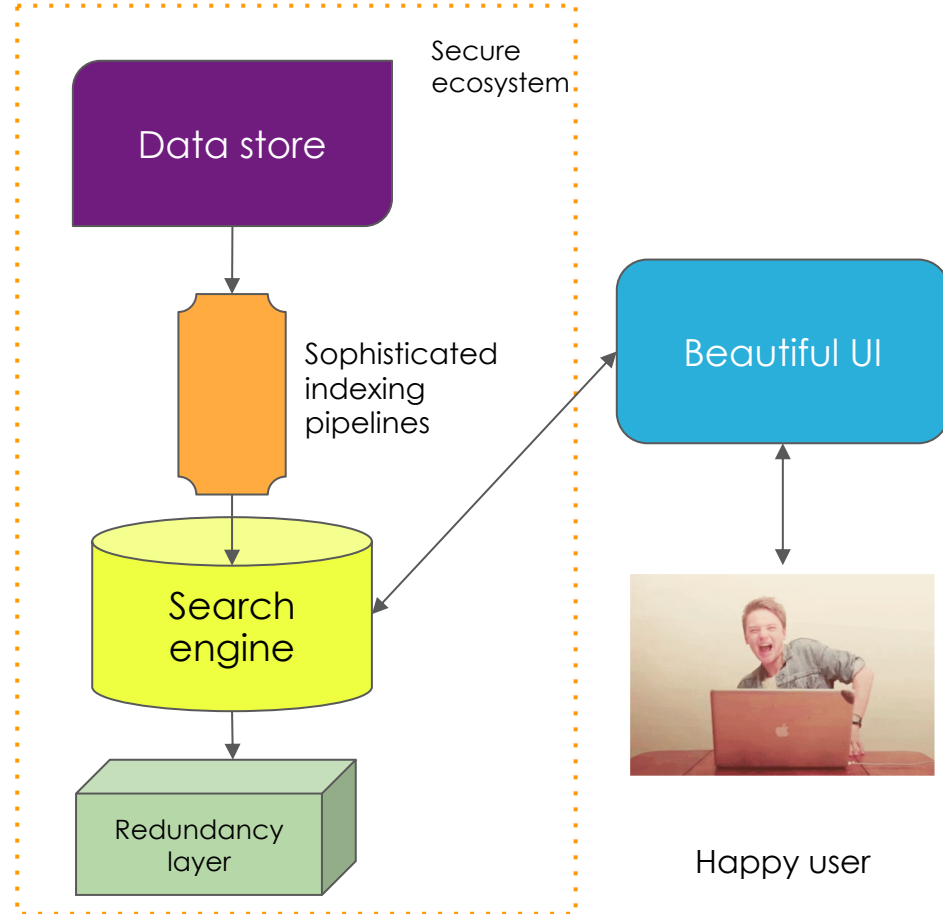 Secure
ecosystem
Data store
Sophisticated
indexing
pipelines
Beautiful UI
Search
engine
Redundancy
layer
Happy user